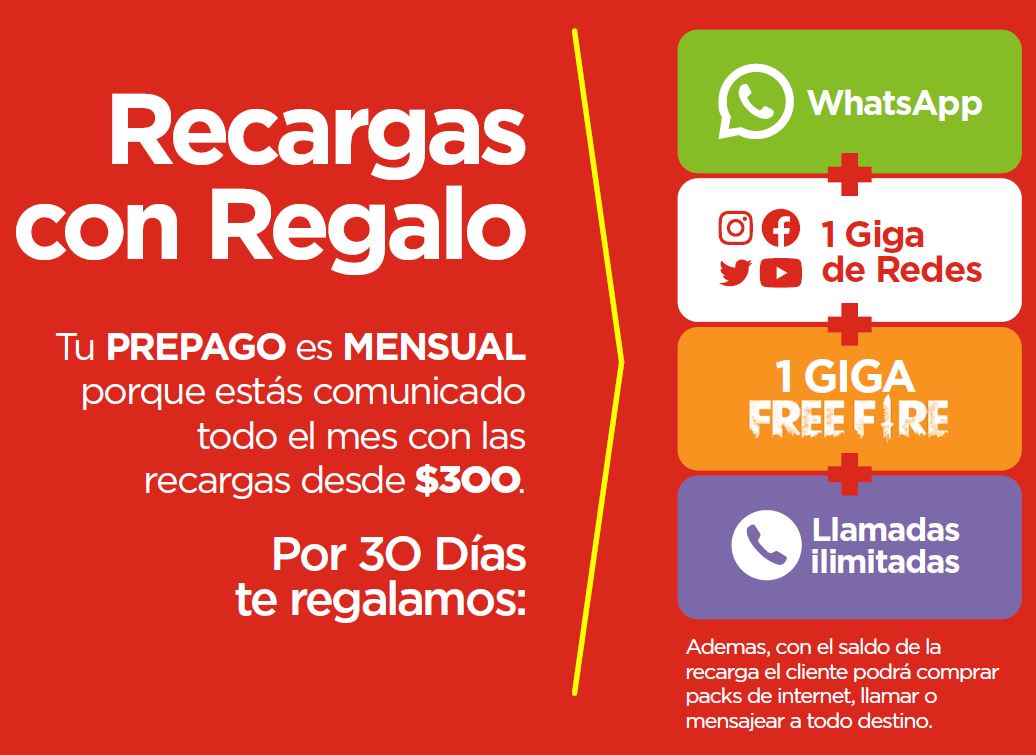 Recargas
con Regalo
Tu PREPAGO es MENSUAL
porque estás comunicado
todo el mes con las
recargas desde $300.
Por 30 Días
te regalamos:
WhatsApp
1 Giga
de Redes
1 GIGA
FREE FIRE
Llamadas
ilimitadas
Ademas, con el saldo de la
recarga el cliente podrá comprar
packs de internet, llamar o
mensajear a todo destino.